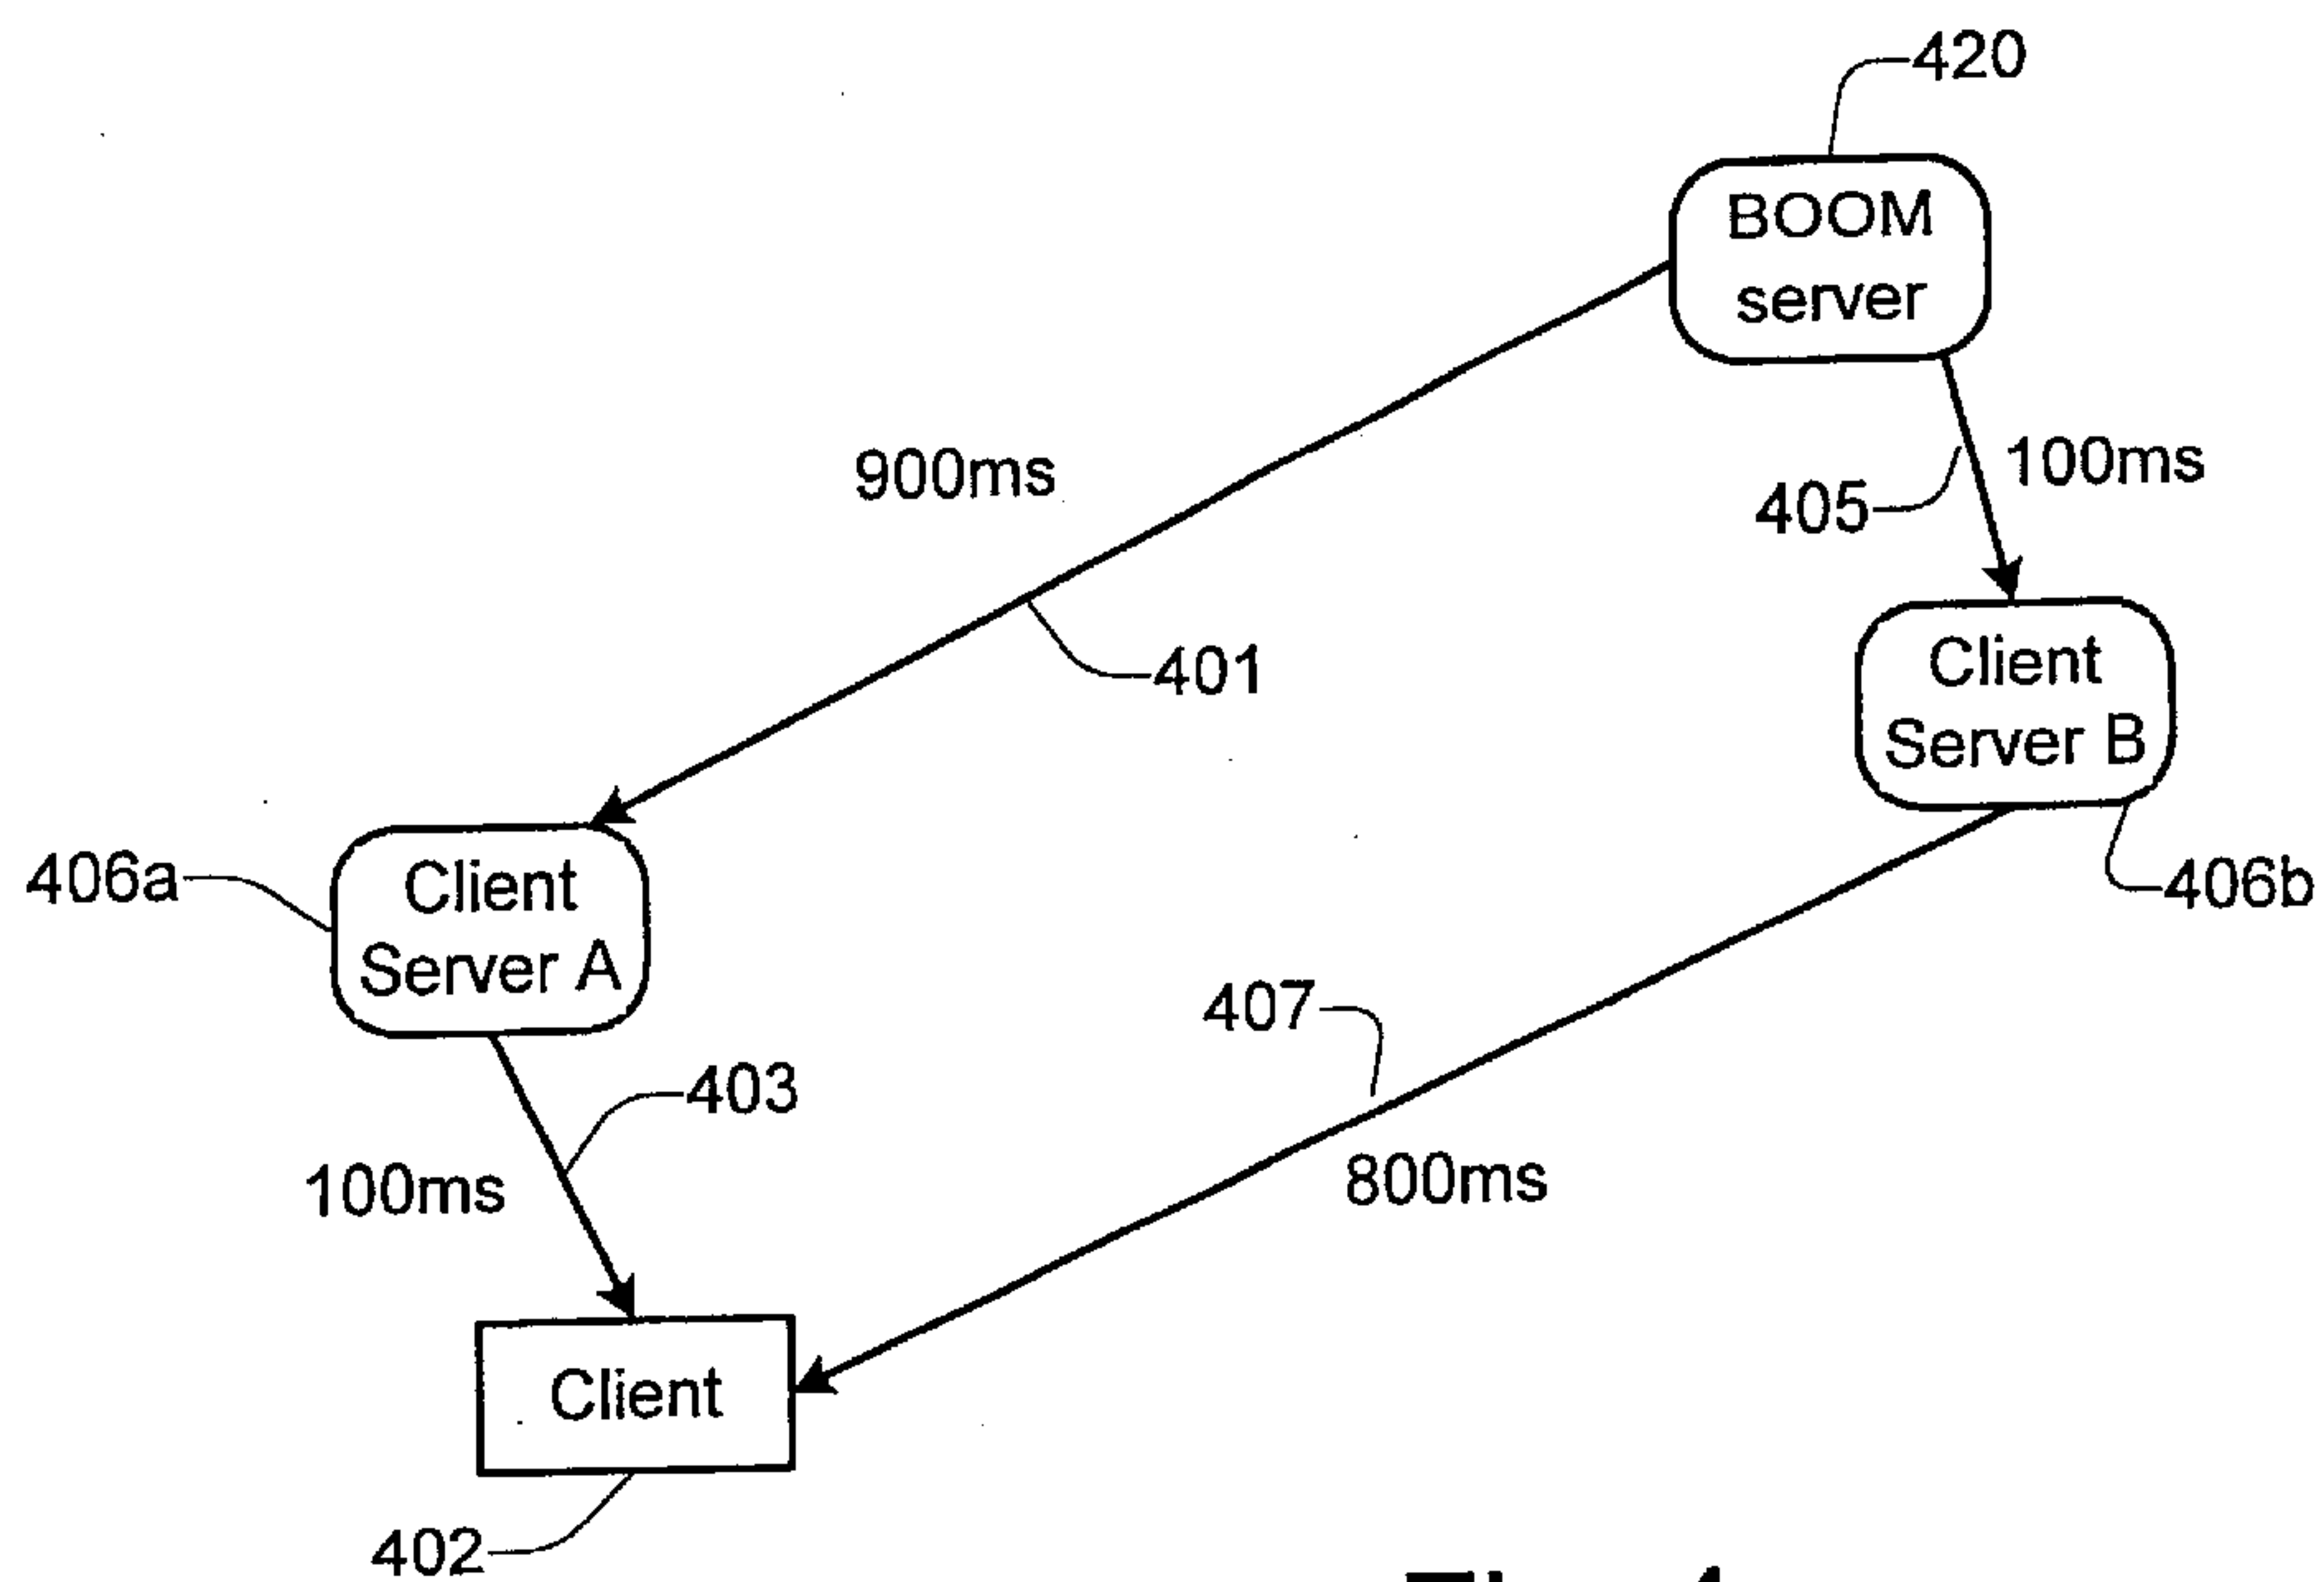 420
BOOM
server
900ms
100ms
405
401
Client
Server B
406a
Client
Server A
406b
407
403
100ms
800ms
Client
402